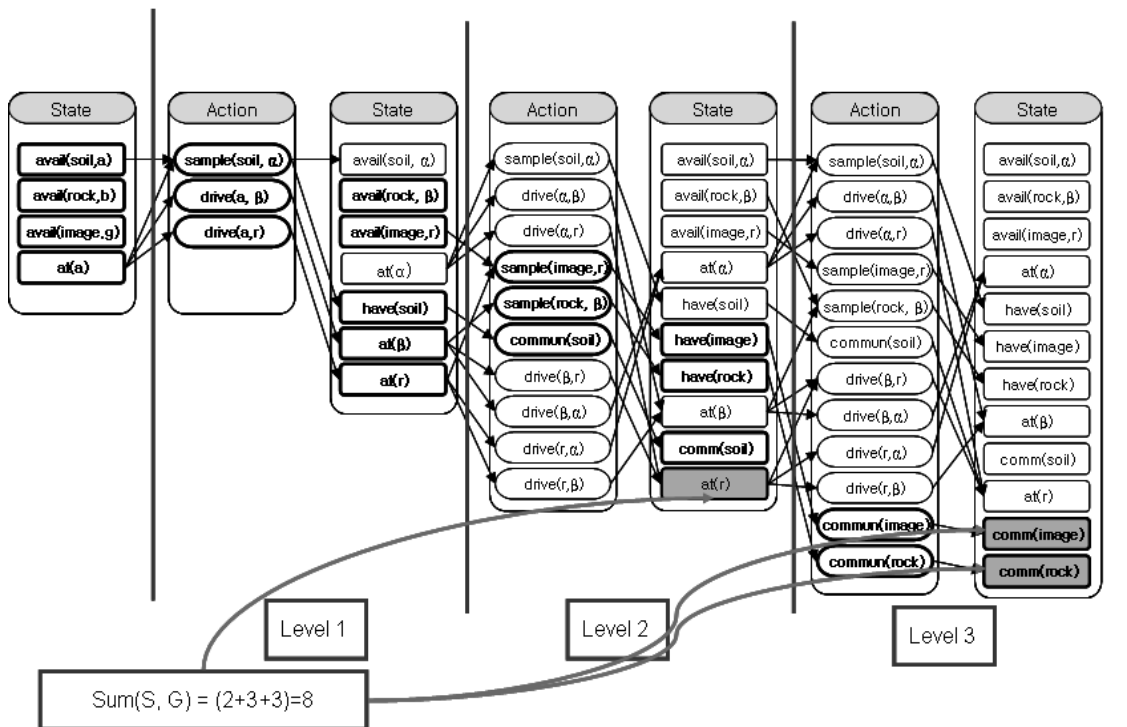 State
avail(soil,a)
avail(rock,b)
avail(image,g)
at(a)
Action
sample(soil, α)
drive(a, β)
drive(a,r)
State
avail(soil, α)
avail(rock, β)
avail(image,r)
at(α)
have(soil)
at(β)
at(r)
Action
sample(soil,α)
drive(α,β)
drive(α,r)
sample(image,r)
sample(rock, β)
commun(soil)
drive(β,r)
drive(β,α)
drive(r,α)
drive(r,β)
State
avail(soil,α)
avail(rock,β)
avail(image,r)
at(α)
have(soil)
have(image)
have(rock)
at(β)
comm(soil)
at(r)
Action
sample(soil,α)
drive(α,β)
drive(α,r)
sample(image,r)
sample(rock, β)
commun(soil)
drive(β,r)
drive(β,α)
drive(r,α)
drive(r,β)
commun(image)
commun(rock)
State
avail(soil,α)
avail(rock,β)
avail(image,r)
at(α)
have(soil)
have(image)
have(rock)
at(β)
comm(soil)
at(r)
comm(image)
comm(rock)
Level 1
Level 2
Level 3
Sum(S, G) = (2+3+3)=8